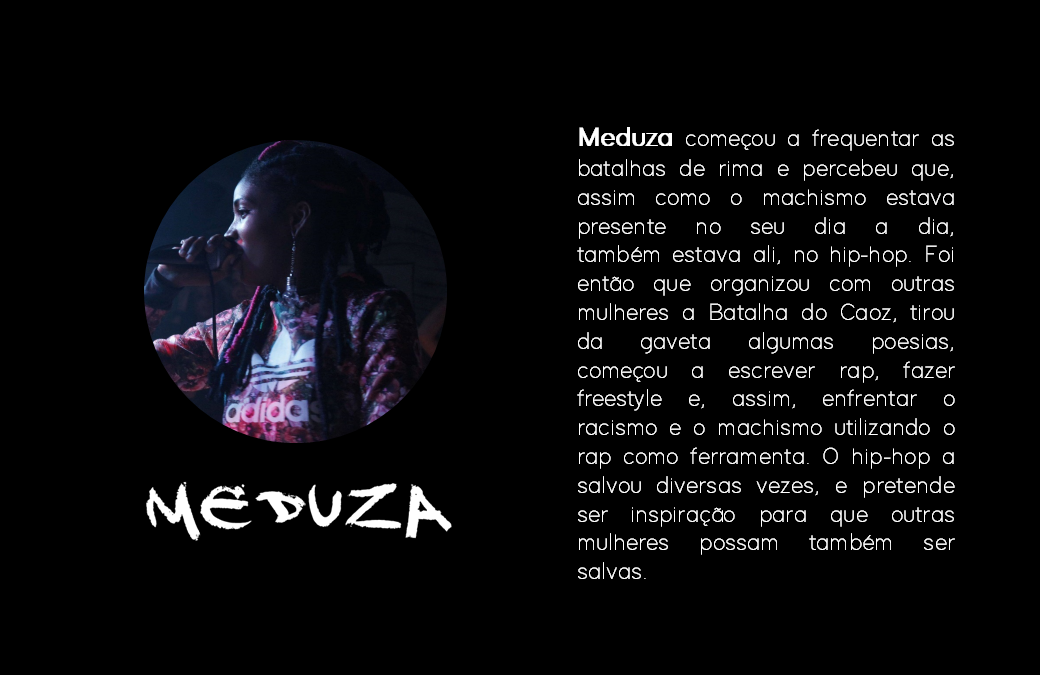 adidas
MEDUZA
Meduza começou a frequentar as
batalhas de rima e percebeu que,
assim como o machismo estava
presente no seu dia a dia,
também estava ali, no hip-hop. Foi
então que organizou com outras
mulheres a Batalha do Caoz, tirou
da gaveta algumas poesias,
começou a escrever rap, fazer
freestyle e, assim, enfrentar o
racismo e o machismo utilizando o
rap como ferramenta. O hip-hop a
salvou diversas vezes, e pretende
ser inspiração para que outras
mulheres possam também ser
salvas.